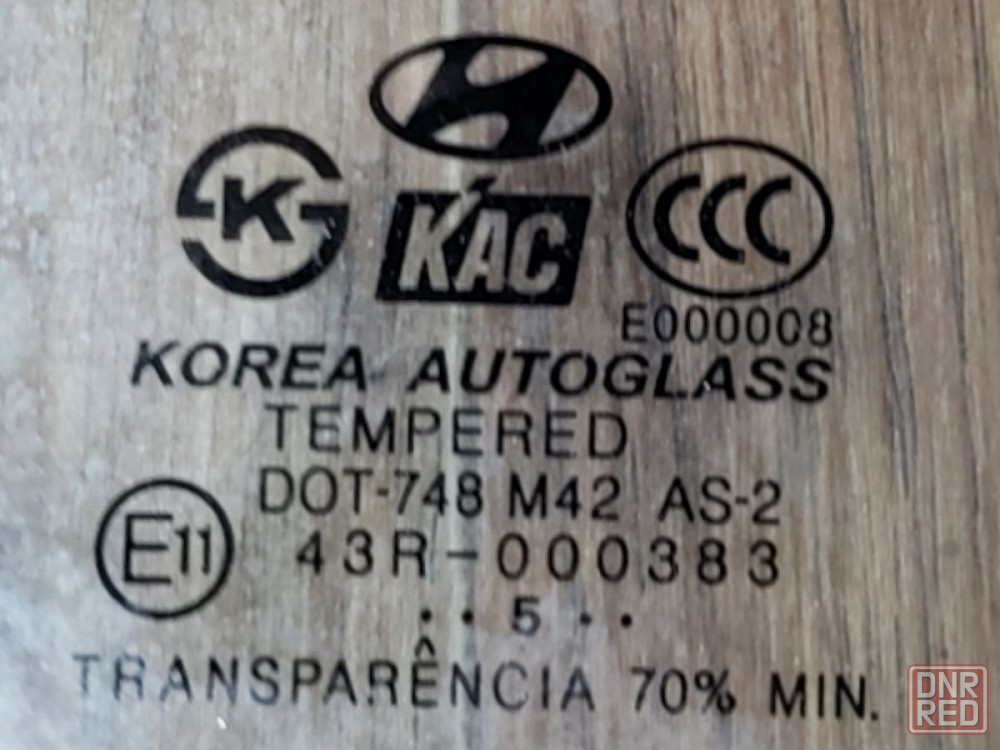 K
KAC
CCC
E000008
KOREA AUTOGLASS
TEMPERED
DOT-748 M42 AS-2
E11
43R-000383
. . 5 . .
TRANSPARÊNCIA 70% MIN.
DNR
RED